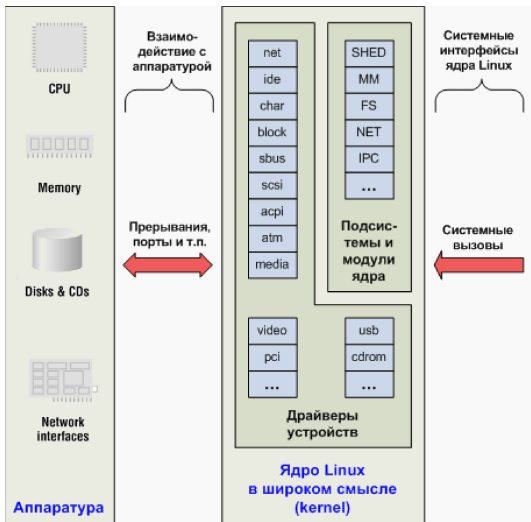 CPU
Memory
Disks & CDs
Network
interfaces
Аппаратура
Взаимо-
действие с
аппаратурой
Прерывания,
порты и т.п.
net
ide
char
block
sbus
scsi
acpi
atm
media
video
pci
...
SHED
MM
FS
NET
IPC
...
Подсис-
темы и
модули
ядра
usb
cdrom
...
Драйверы
устройств
Ядро Linux
в широком смысле
(kernel)
Системные
интерфейсы
ядра Linux
Системные
вызовы